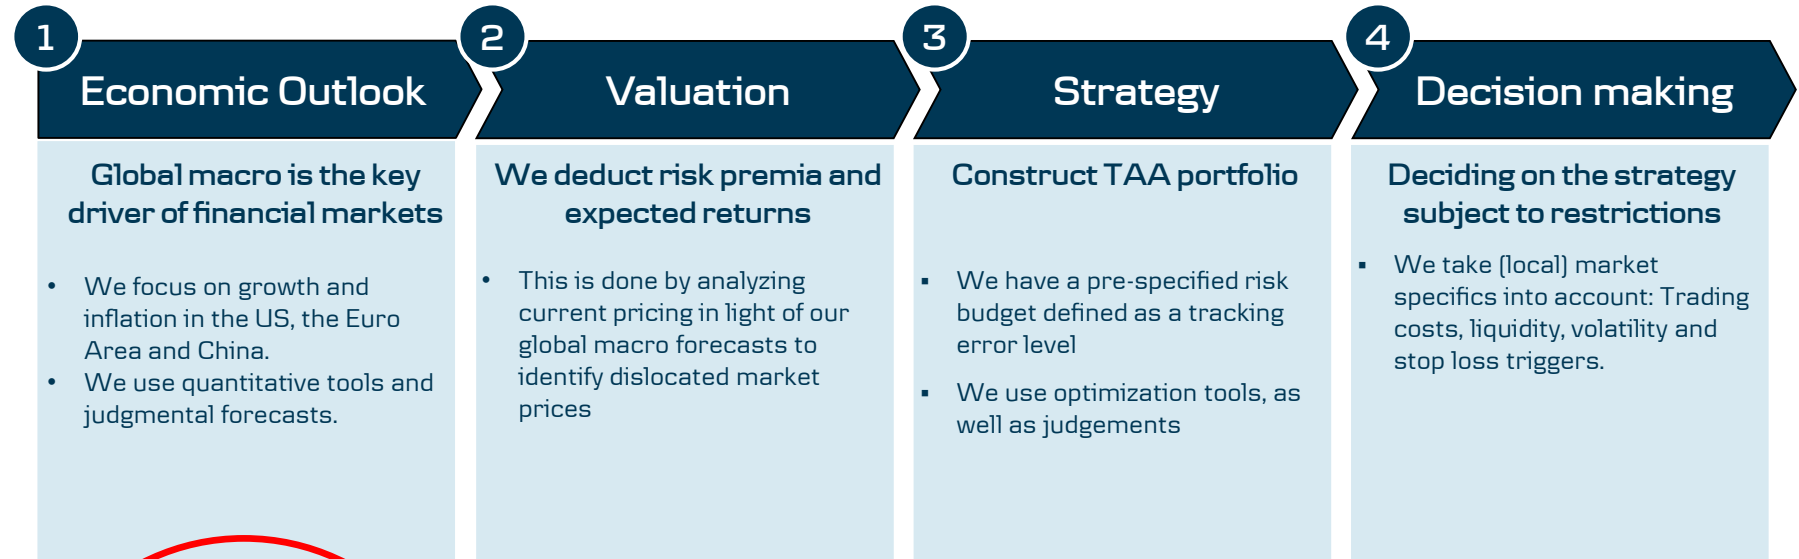 1
Economic Outlook
Global macro is the key
driver of financial markets
• We focus on growth and
inflation in the US, the Euro
Area and China.
• We use quantitative tools and
judgmental forecasts.
2
Valuation
We deduct risk premia and
expected returns
• This is done by analyzing
current pricing in light of our
global macro forecasts to
identify dislocated market
prices
3
Strategy
Construct TAA portfolio
▪ We have a pre-specified risk
budget defined as a tracking
error level
▪ We use optimization tools, as
well as judgements
4
Decision making
Deciding on the strategy
subject to restrictions
▪ We take (local) market
specifics into account: Trading
costs, liquidity, volatility and
stop loss triggers.